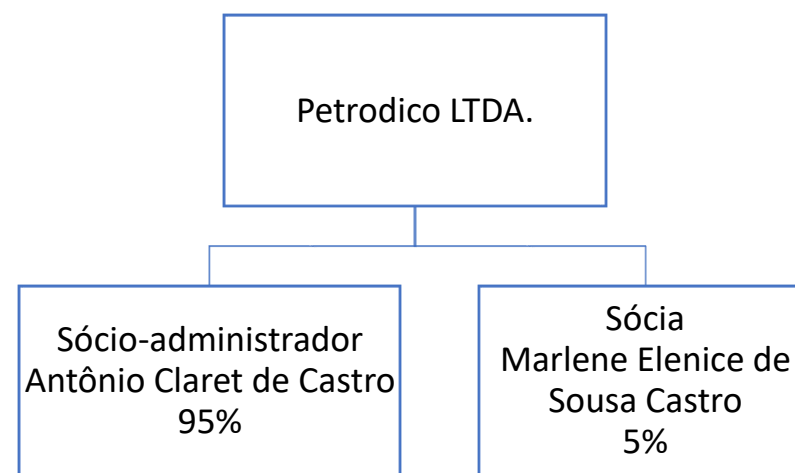 Petrodico LTDA.
Sócio-administrador
Antônio Claret de Castro
95%
Sócia
Marlene Elenice de
Sousa Castro
5%